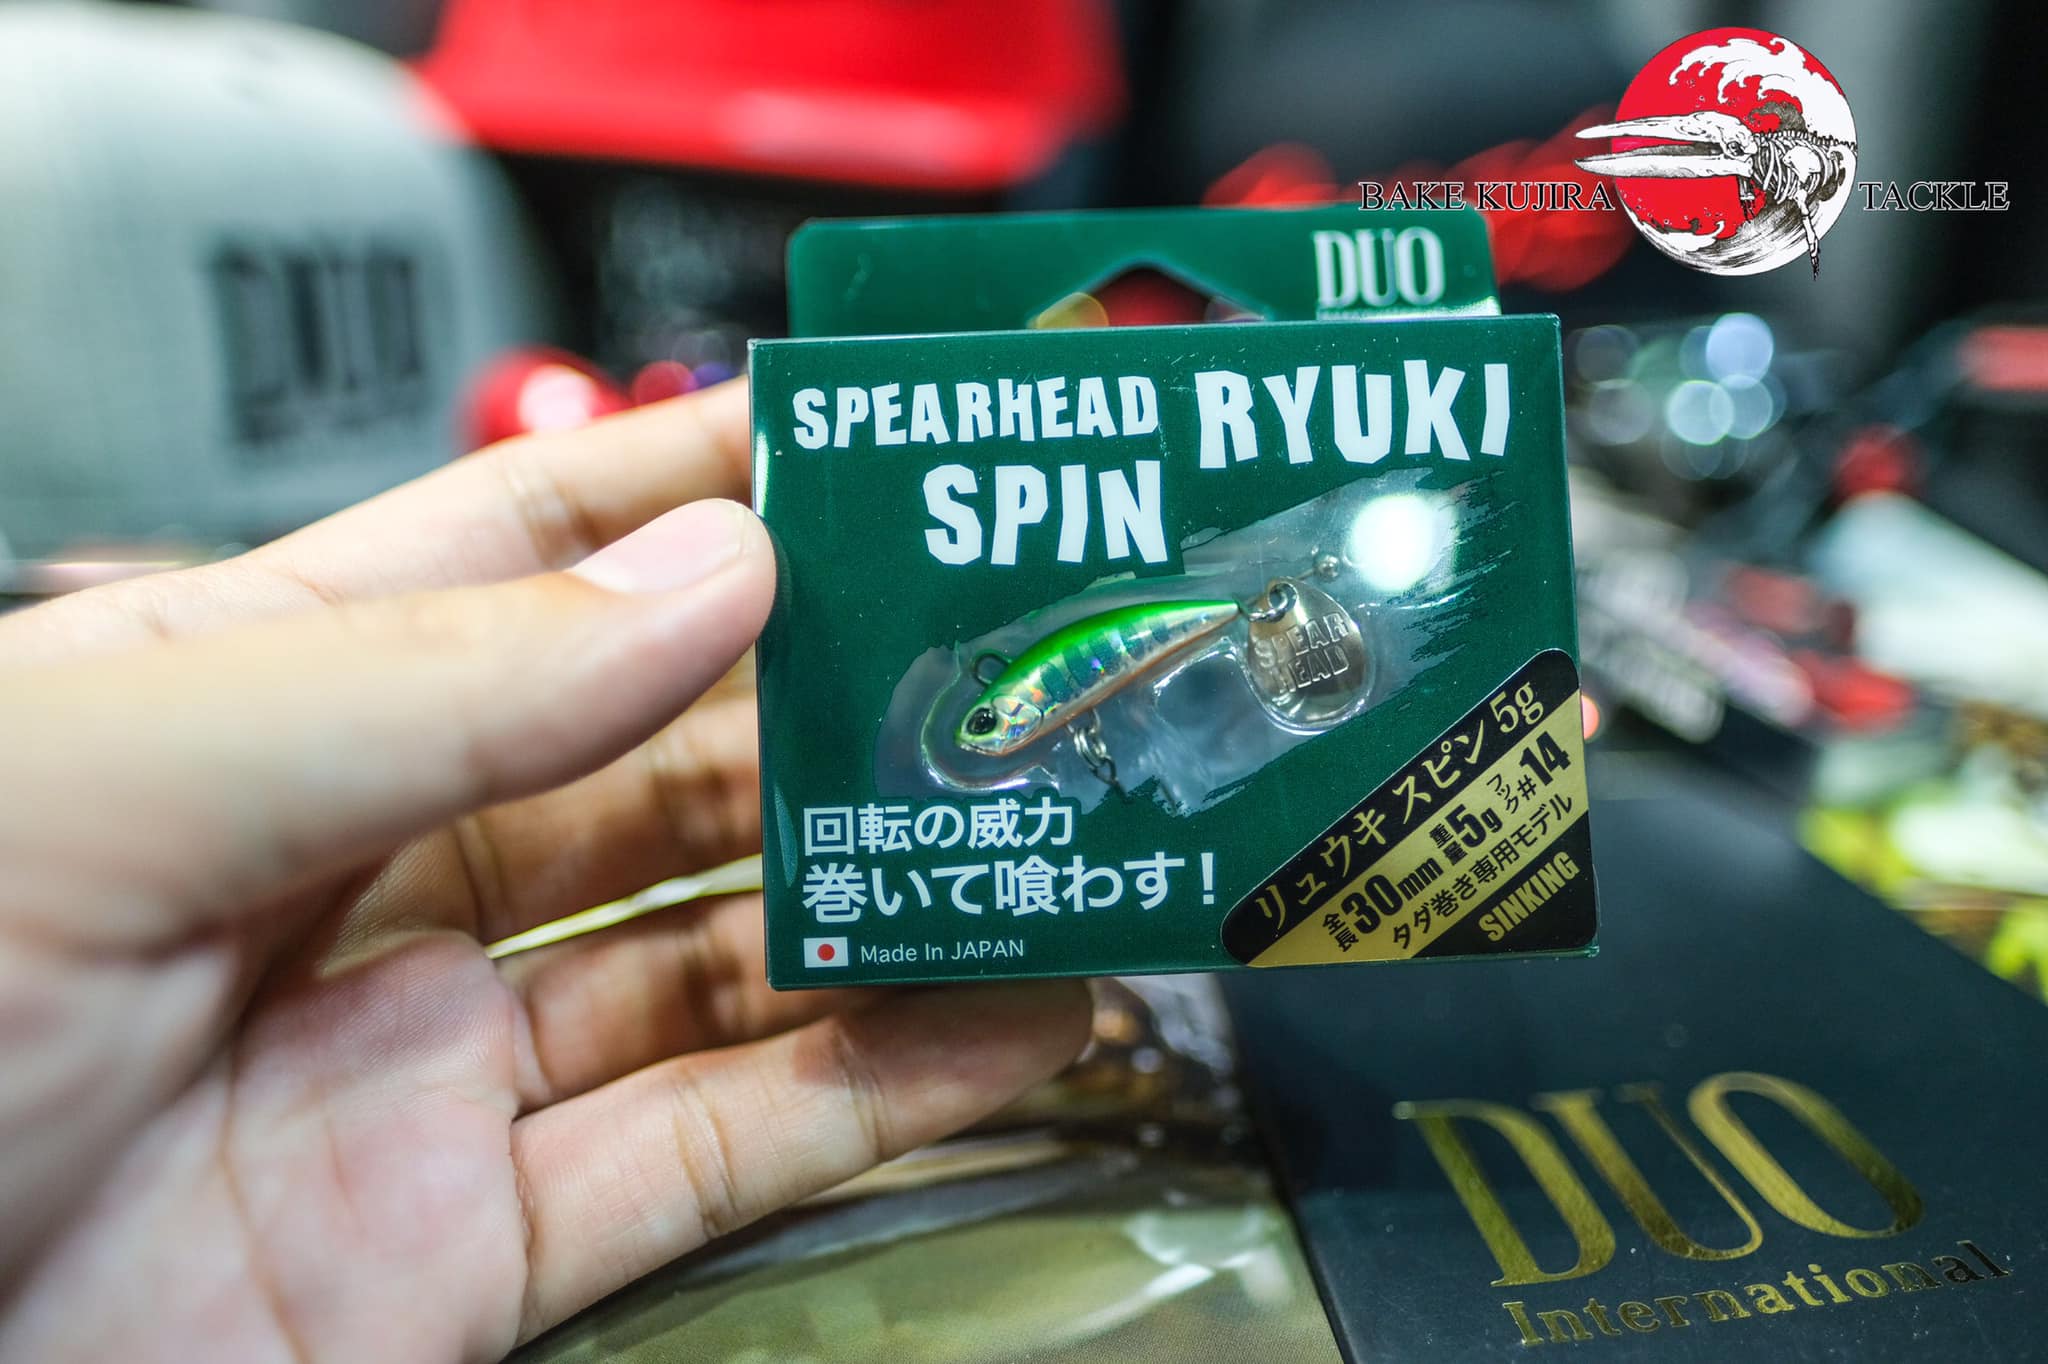 BAKE KUJIRA TACKLE
DUO
DUO
SPEARHEAD RYUKI
SPIN
SPEAR
HEAD
リュウキ スピン 5g
全長30mm 重量5g フック#14
タダ巻き専用モデル
SINKING
回転の威力
巻いて喰わす!
Made In JAPAN
DUO
International